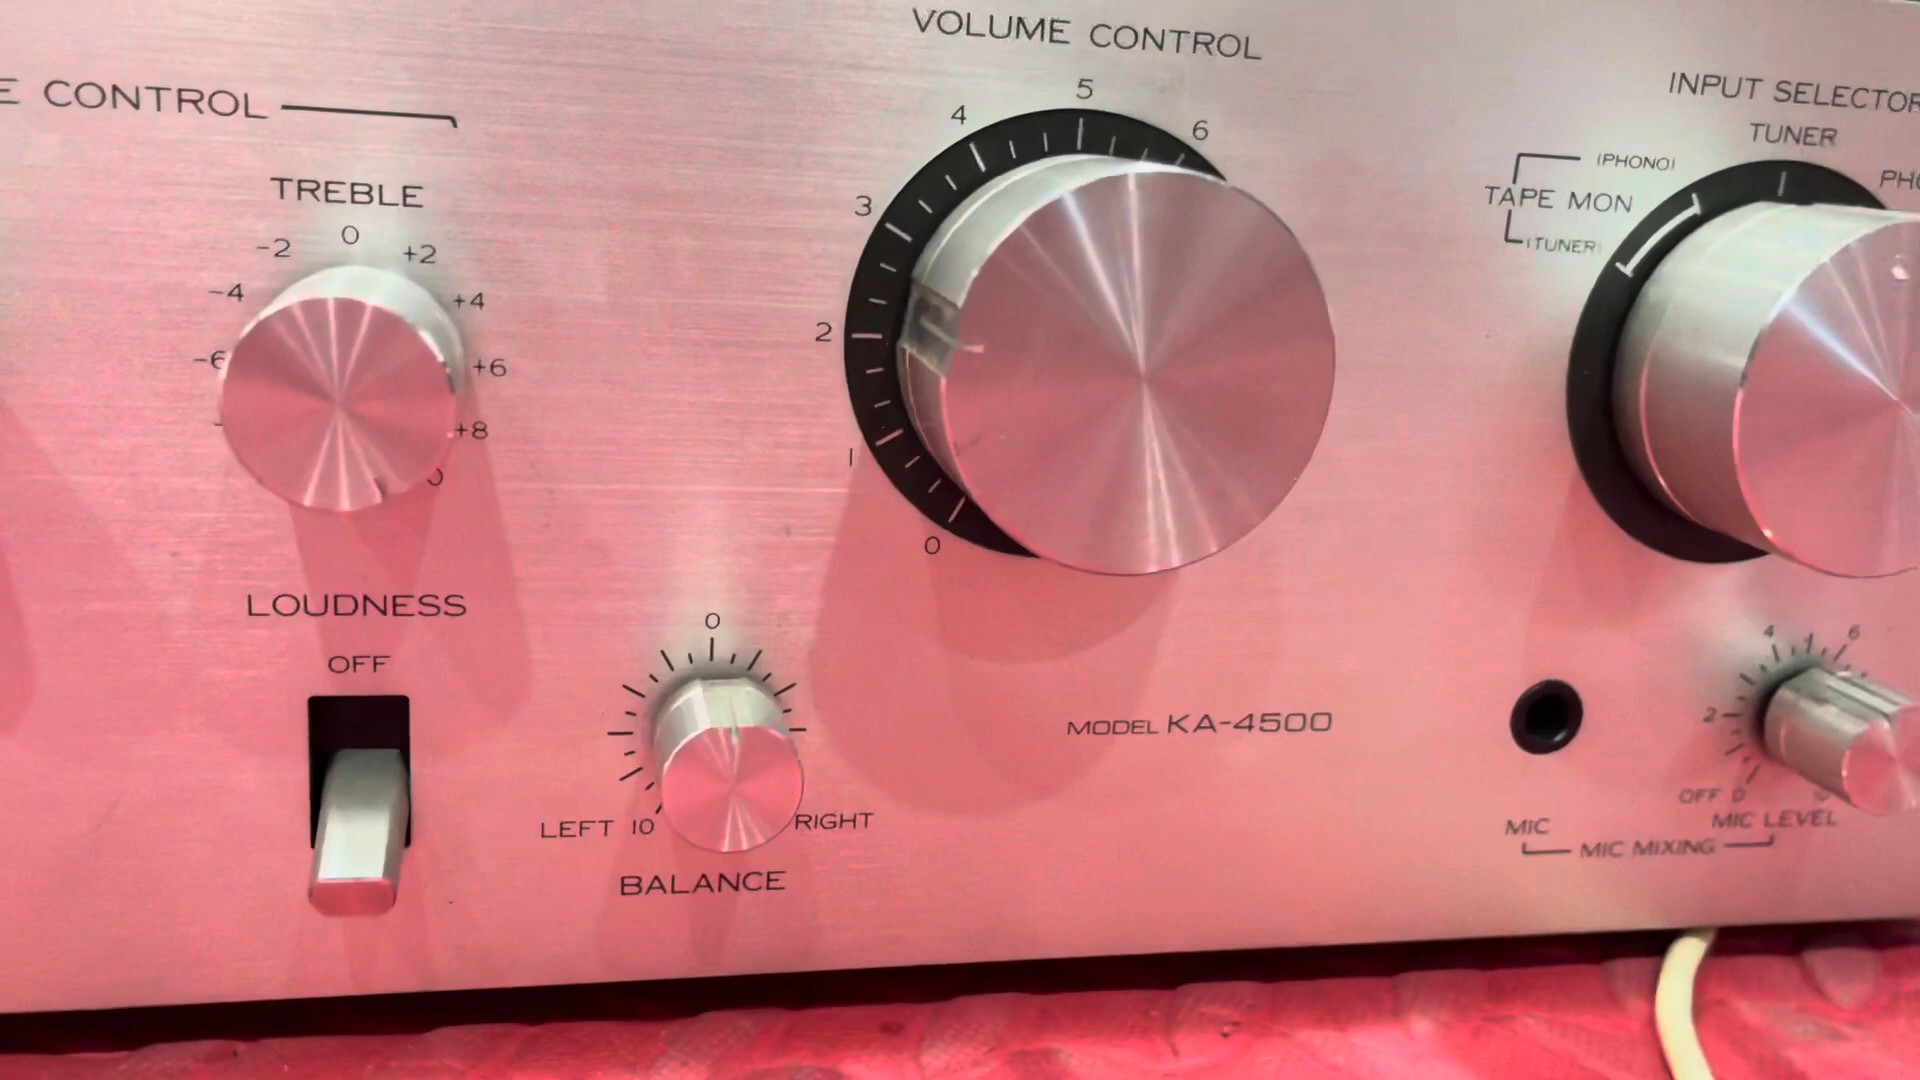 VOLUME CONTROL
E CONTROL
TREBLE
-2 0 +2
-4 +4
-6 +6
+8
3 4 5 6
2
1
0
INPUT SELECTOR
TUNER
(PHONO)
TAPE MON
(TUNER)
LOUDNESS
OFF
0
LEFT 10 RIGHT
BALANCE
MODEL KA-4500
4 6
2
OFF 0 10
MIC MIC LEVEL
MIC MIXING